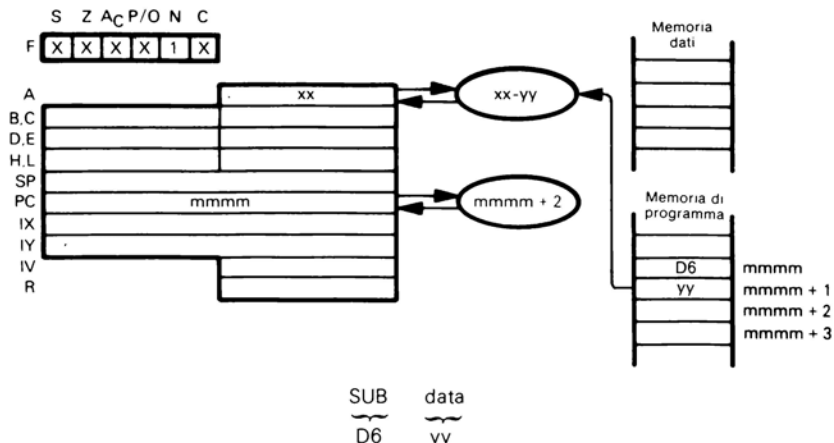 S Z AC P/O N C
F X X X X 1 X
A xx
xx-yy
B,C
D,E
H,L
SP
PC mmmm
mmmm + 2
IX
IY
IV
R
Memoria
dati
Memoria di
programma
D6 mmmm
yy mmmm + 1
mmmm + 2
mmmm + 3
SUB data
D6 yy